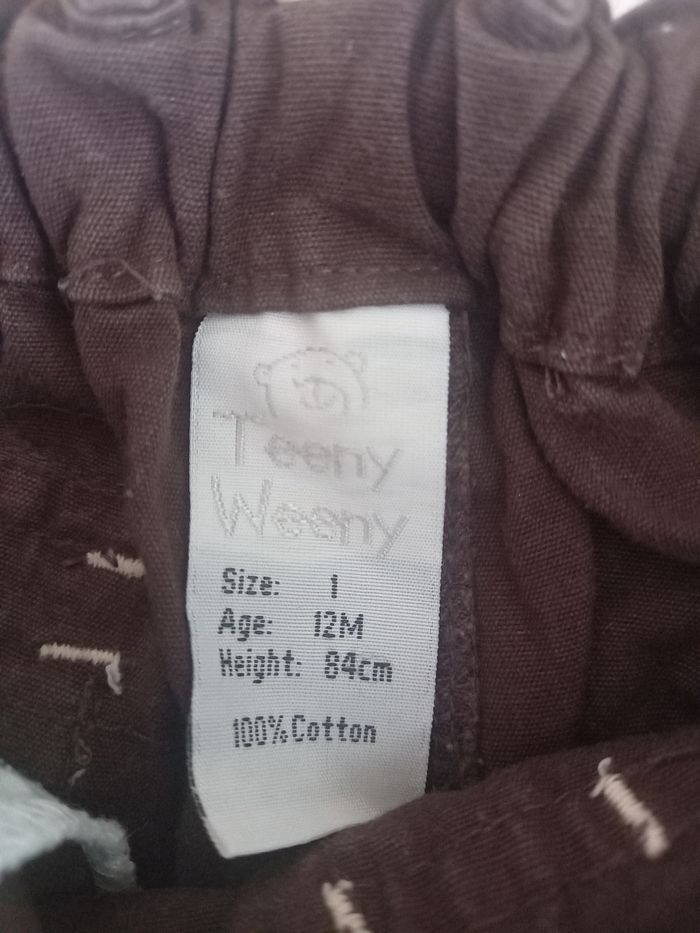 Teeny
Weeny
Size: 1
Age: 12M
Height: 84cm
100% Cotton